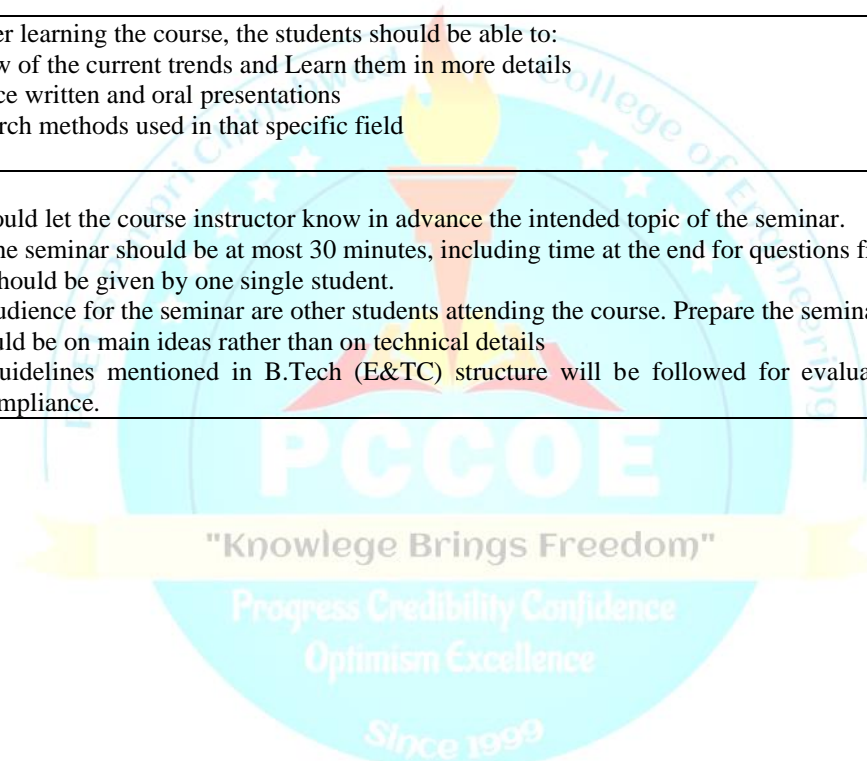 er learning the course, the students should be able to:
w of the current trends and Learn them in more details
ce written and oral presentations
rch methods used in that specific field
ould let the course instructor know in advance the intended topic of the seminar.
he seminar should be at most 30 minutes, including time at the end for questions f
hould be given by one single student.
udience for the seminar are other students attending the course. Prepare the semina
uld be on main ideas rather than on technical details
uidelines mentioned in B.Tech (E&TC) structure will be followed for evalua
mpliance.
Pimpri Chinchwad College of Engineering
PCCOE
"Knowlege Brings Freedom"
Progress Credibility Confidence
Optimism Excellence
Since 1999